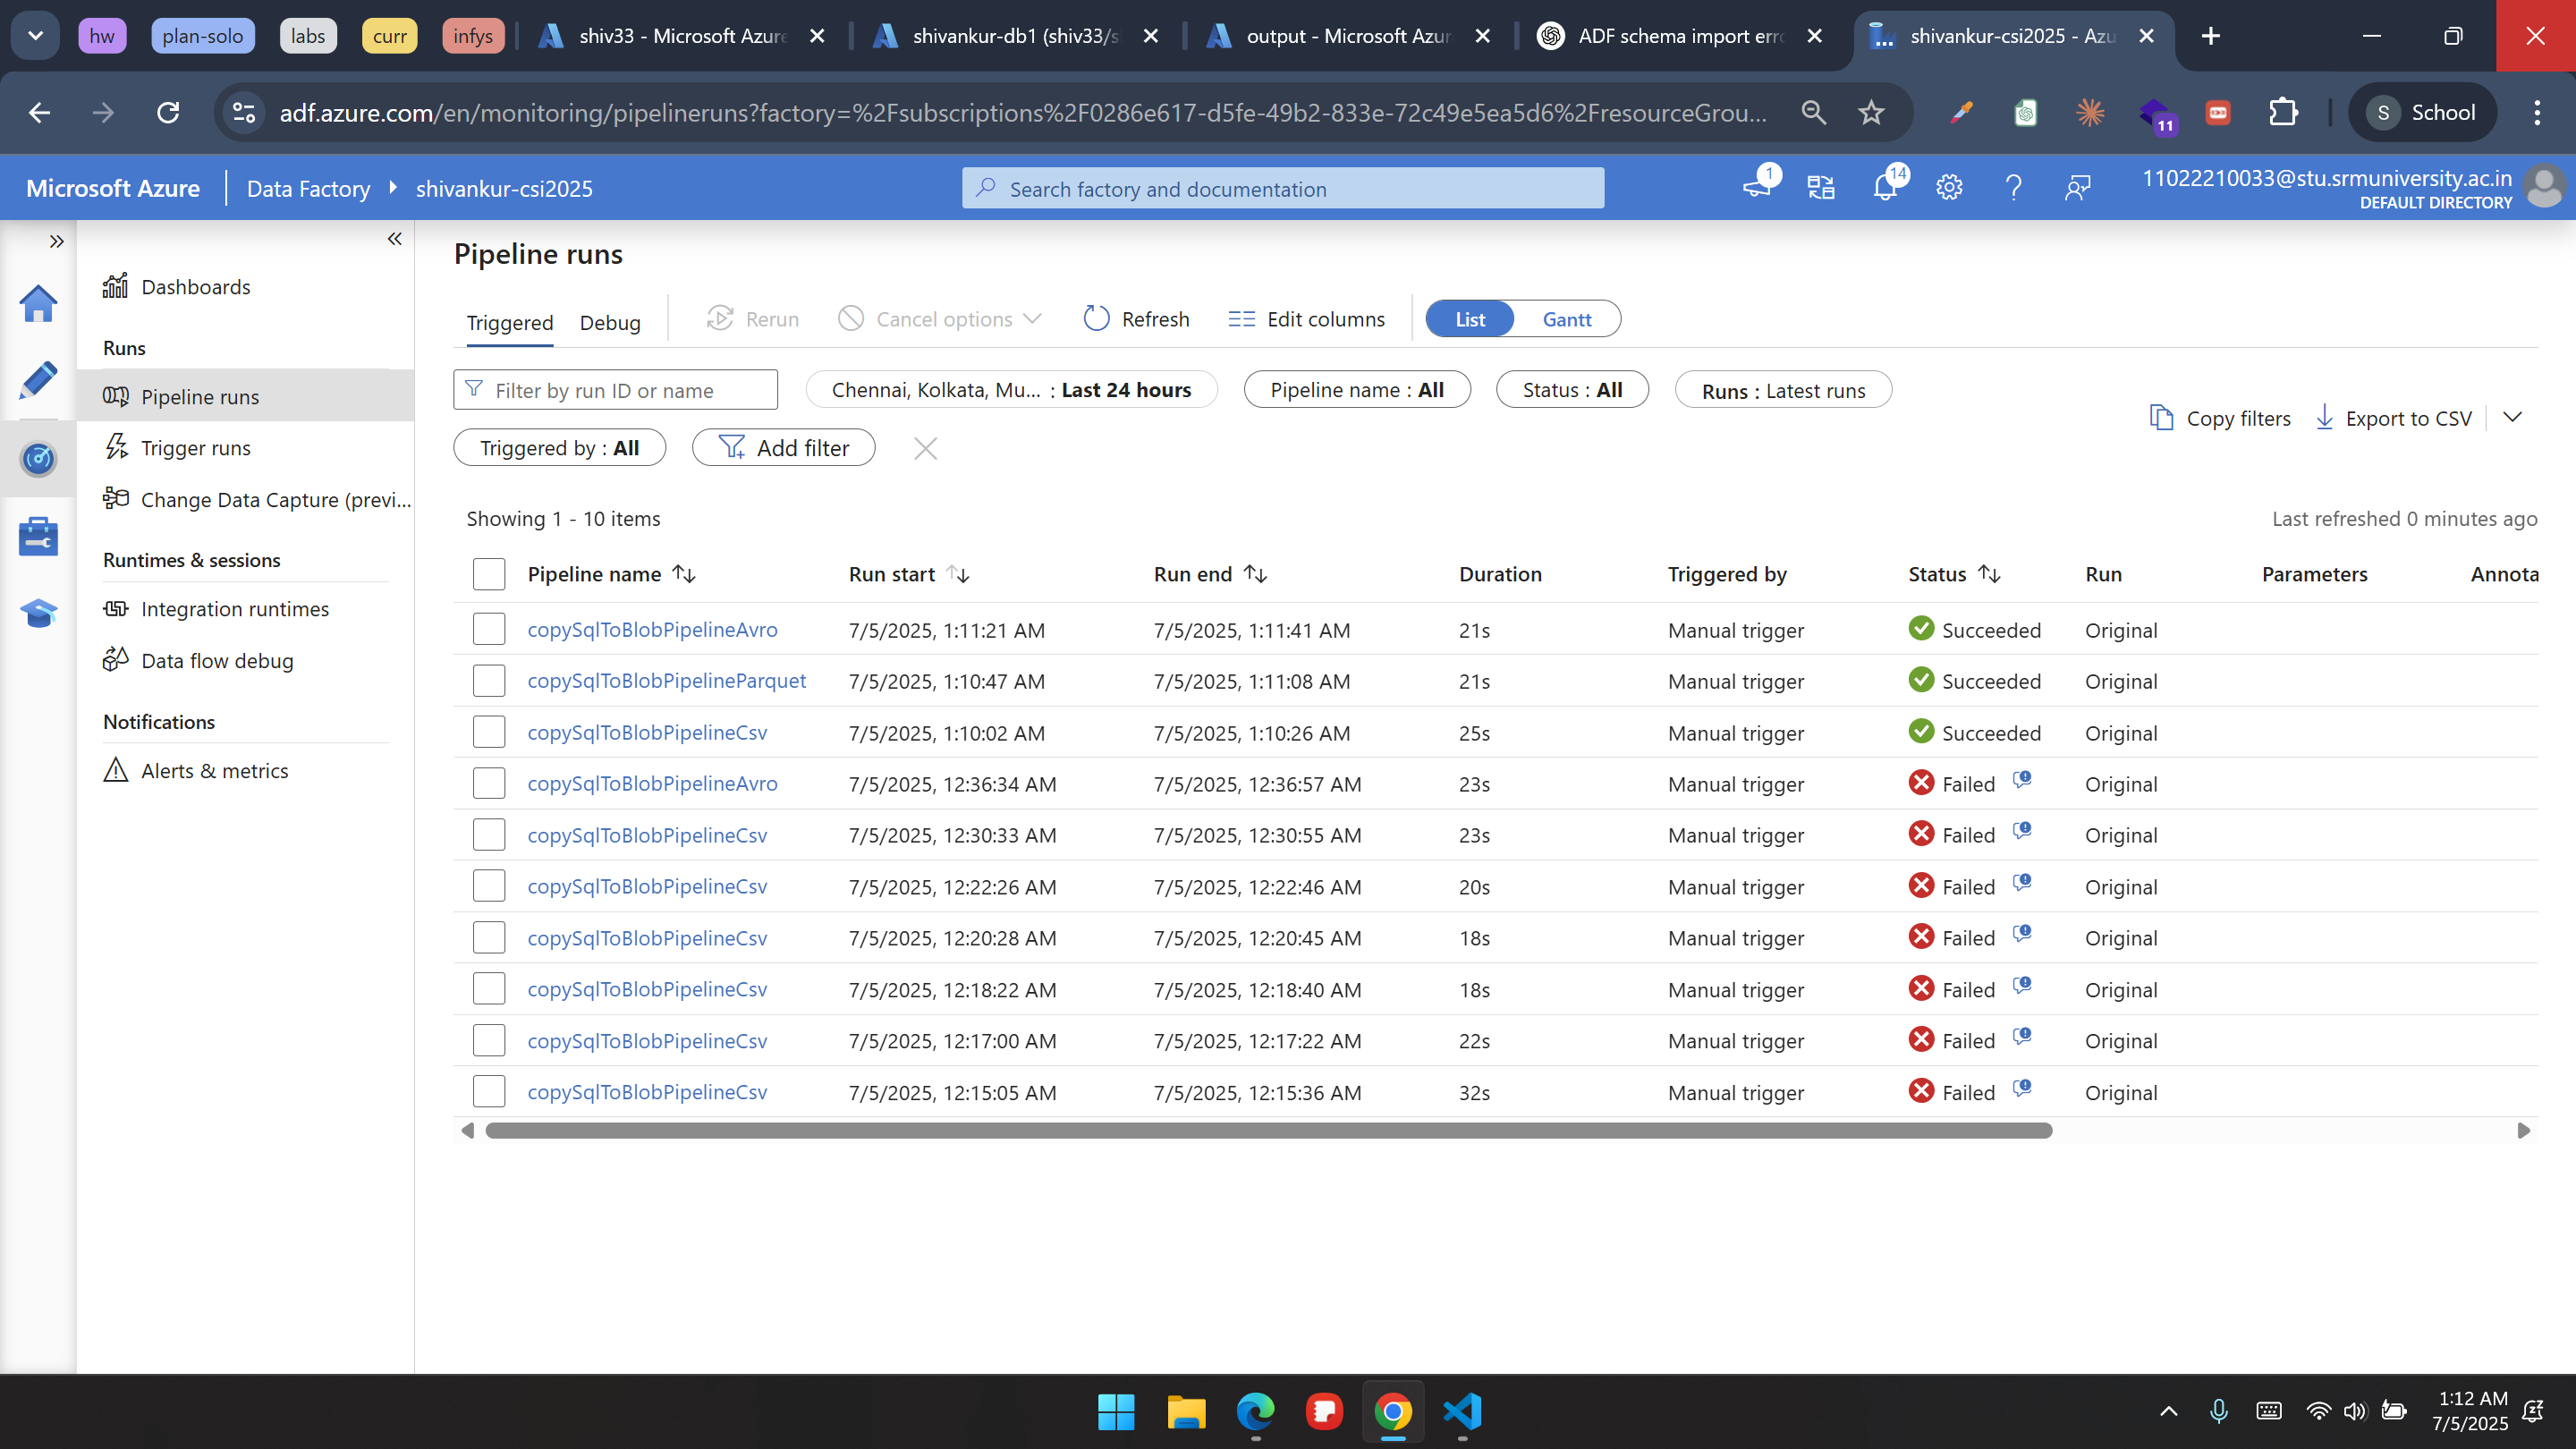 hw
plan-solo
labs
curr
infys
shiv33 - Microsoft Azure
shivankur-db1 (shiv33/s
output - Microsoft Azur
ADF schema import erro
shivankur-csi2025 - Azu
adf.azure.com/en/monitoring/pipelineruns?factory=%2Fsubscriptions%2F0286e617-d5fe-49b2-833e-72c49e5ea5d6%2FresourceGrou...
11
S School
Microsoft Azure
Data Factory
shivankur-csi2025
Search factory and documentation
1
14
11022210033@stu.srmuniversity.ac.in
DEFAULT DIRECTORY
Dashboards
Runs
Pipeline runs
Trigger runs
Change Data Capture (previ...
Runtimes & sessions
Integration runtimes
Data flow debug
Notifications
Alerts & metrics
Pipeline runs
Triggered Debug Rerun Cancel options Refresh Edit columns List Gantt
Filter by run ID or name
Chennai, Kolkata, Mu... : Last 24 hours
Pipeline name : All
Status : All
Runs : Latest runs
Triggered by : All
Add filter
Copy filters
Export to CSV
Showing 1 - 10 items
Last refreshed 0 minutes ago
Pipeline name Run start Run end Duration Triggered by Status Run Parameters Annota
copySqlToBlobPipelineAvro 7/5/2025, 1:11:21 AM 7/5/2025, 1:11:41 AM 21s Manual trigger Succeeded Original
copySqlToBlobPipelineParquet 7/5/2025, 1:10:47 AM 7/5/2025, 1:11:08 AM 21s Manual trigger Succeeded Original
copySqlToBlobPipelineCsv 7/5/2025, 1:10:02 AM 7/5/2025, 1:10:26 AM 25s Manual trigger Succeeded Original
copySqlToBlobPipelineAvro 7/5/2025, 12:36:34 AM 7/5/2025, 12:36:57 AM 23s Manual trigger Failed Original
copySqlToBlobPipelineCsv 7/5/2025, 12:30:33 AM 7/5/2025, 12:30:55 AM 23s Manual trigger Failed Original
copySqlToBlobPipelineCsv 7/5/2025, 12:22:26 AM 7/5/2025, 12:22:46 AM 20s Manual trigger Failed Original
copySqlToBlobPipelineCsv 7/5/2025, 12:20:28 AM 7/5/2025, 12:20:45 AM 18s Manual trigger Failed Original
copySqlToBlobPipelineCsv 7/5/2025, 12:18:22 AM 7/5/2025, 12:18:40 AM 18s Manual trigger Failed Original
copySqlToBlobPipelineCsv 7/5/2025, 12:17:00 AM 7/5/2025, 12:17:22 AM 22s Manual trigger Failed Original
copySqlToBlobPipelineCsv 7/5/2025, 12:15:05 AM 7/5/2025, 12:15:36 AM 32s Manual trigger Failed Original
1:12 AM
7/5/2025